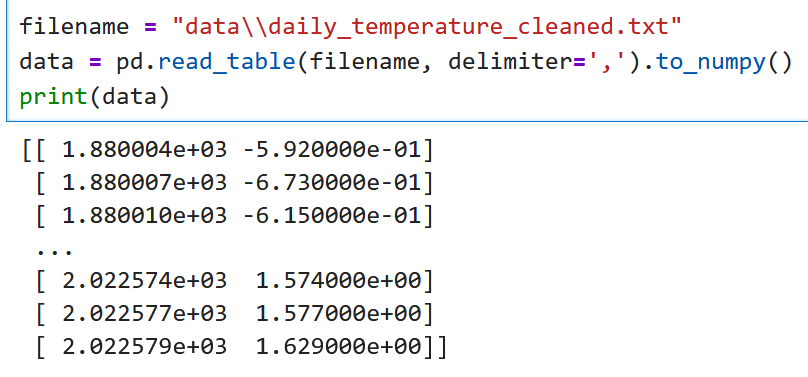 filename = "data\\daily_temperature_cleaned.txt"
data = pd.read_table(filename, delimiter=',').to_numpy()
print(data)
[[ 1.880004e+03 -5.920000e-01]
 [ 1.880007e+03 -6.730000e-01]
 [ 1.880010e+03 -6.150000e-01]
 ...
 [ 2.022574e+03  1.574000e+00]
 [ 2.022577e+03  1.577000e+00]
 [ 2.022579e+03  1.629000e+00]]